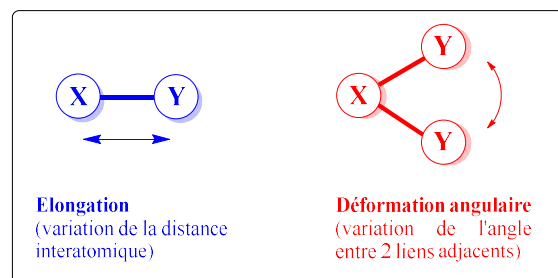 X Y
Elongation
(variation de la distance
interatomique)
Y
X
Y
Déformation angulaire
(variation de l'angle
entre 2 liens adjacents)